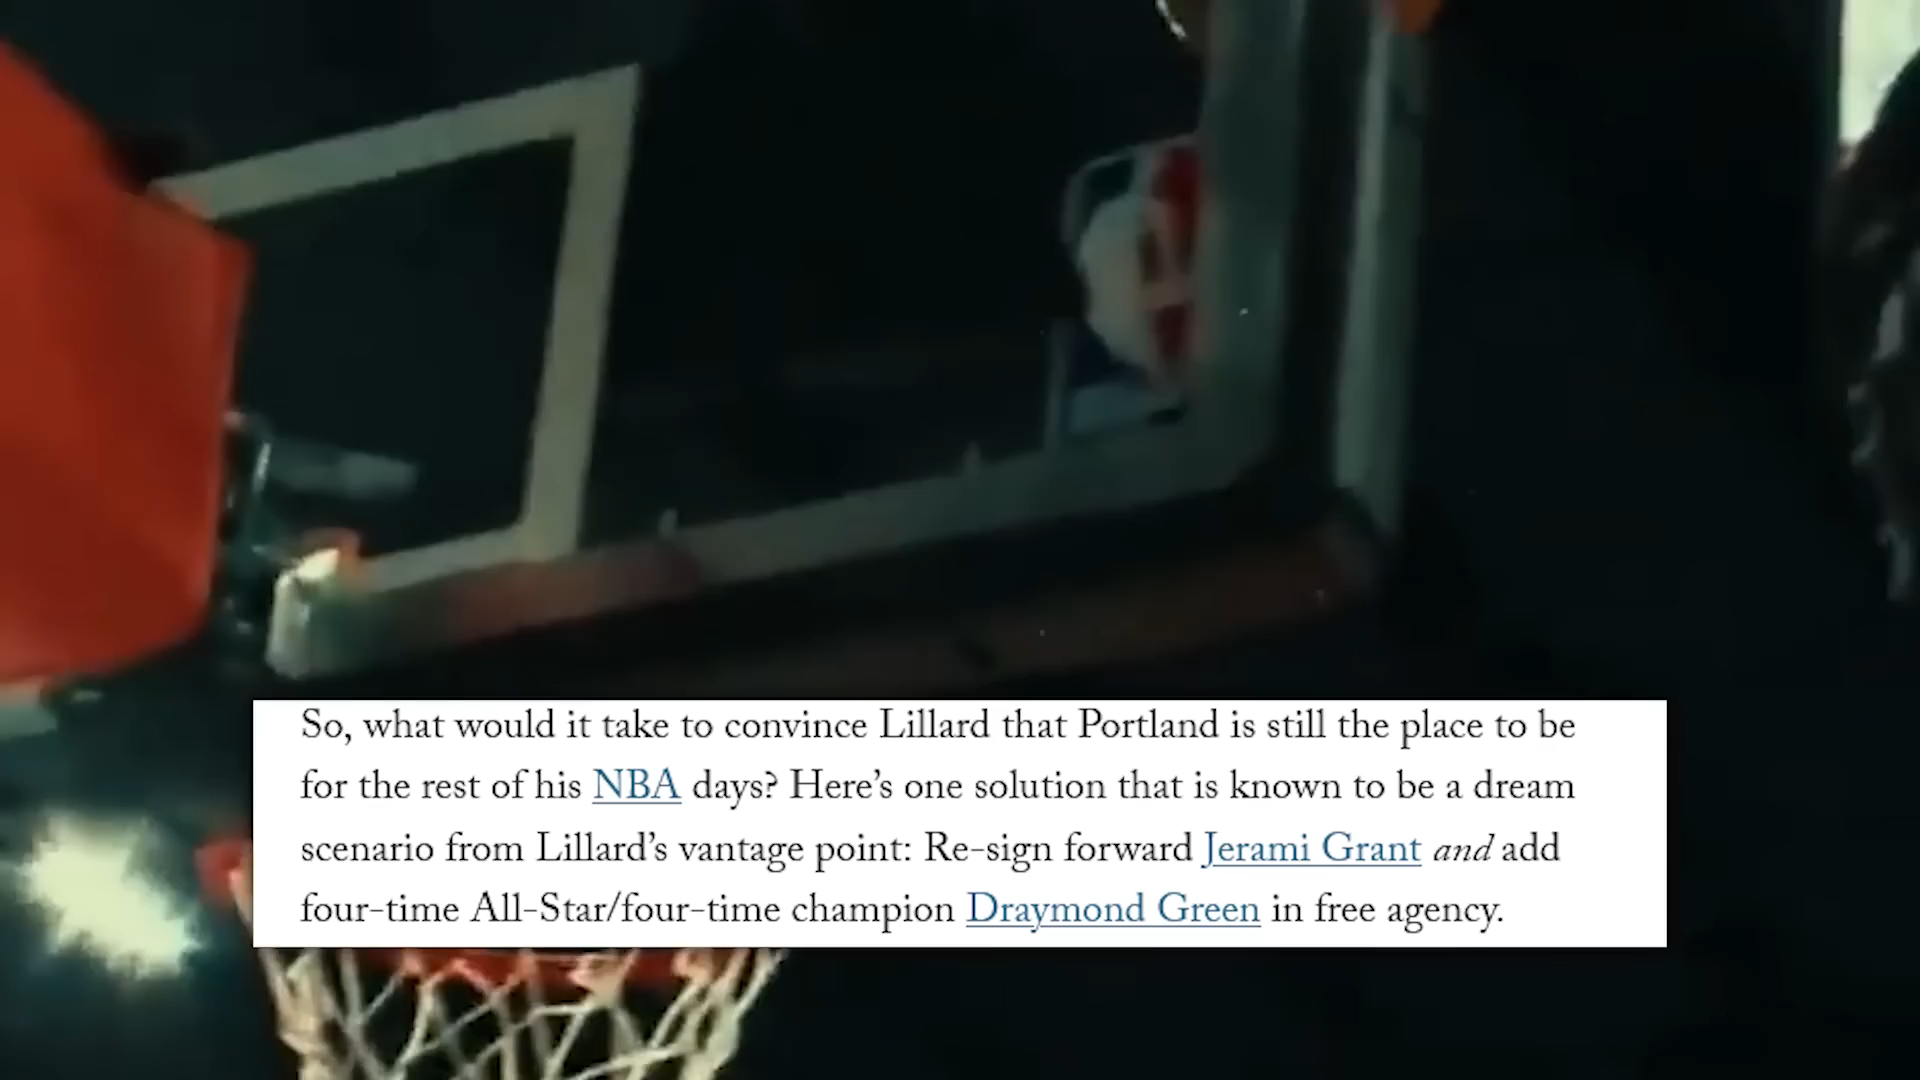 So, what would it take to convince Lillard that Portland is still the place to be
for the rest of his NBA days? Here’s one solution that is known to be a dream
scenario from Lillard’s vantage point: Re-sign forward Jerami Grant and add
four-time All-Star/four-time champion Draymond Green in free agency.